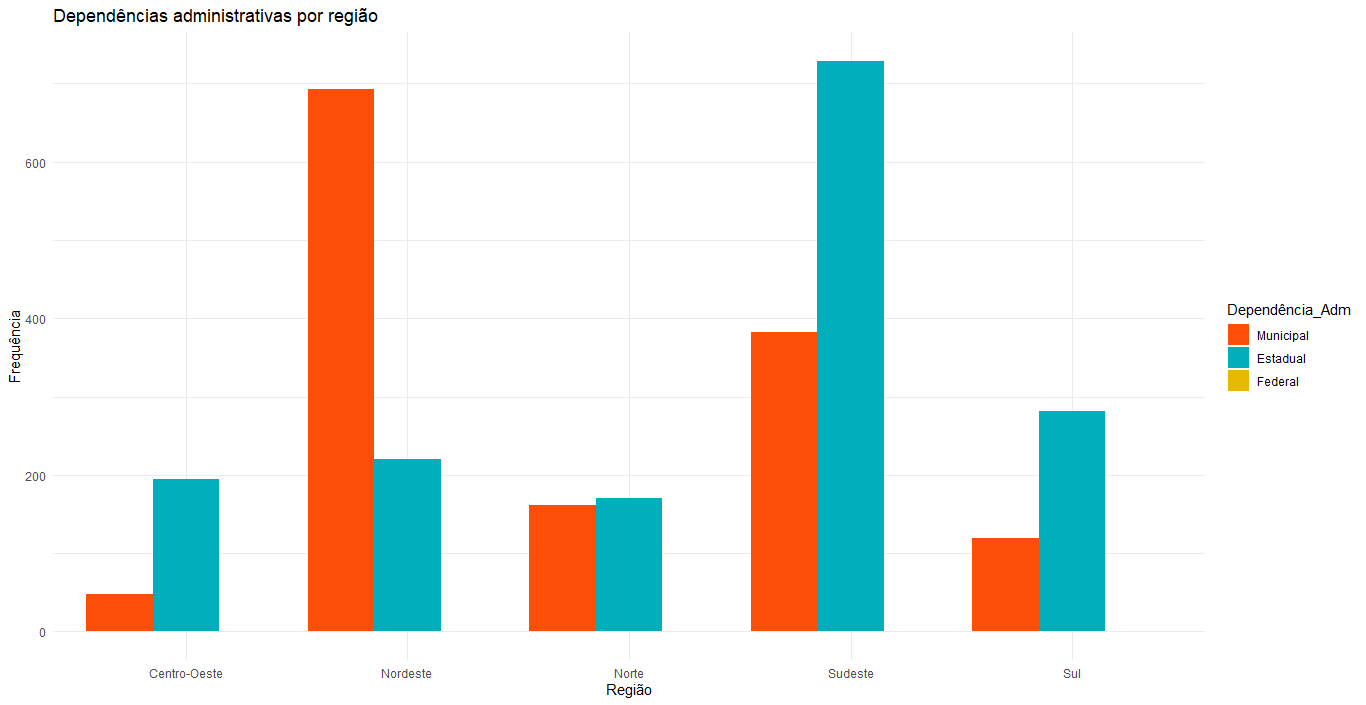 Dependências administrativas por região
Frequência
600
400
200
0
Centro-Oeste
Nordeste
Norte
Sudeste
Sul
Região
Dependência_Adm
Municipal
Estadual
Federal